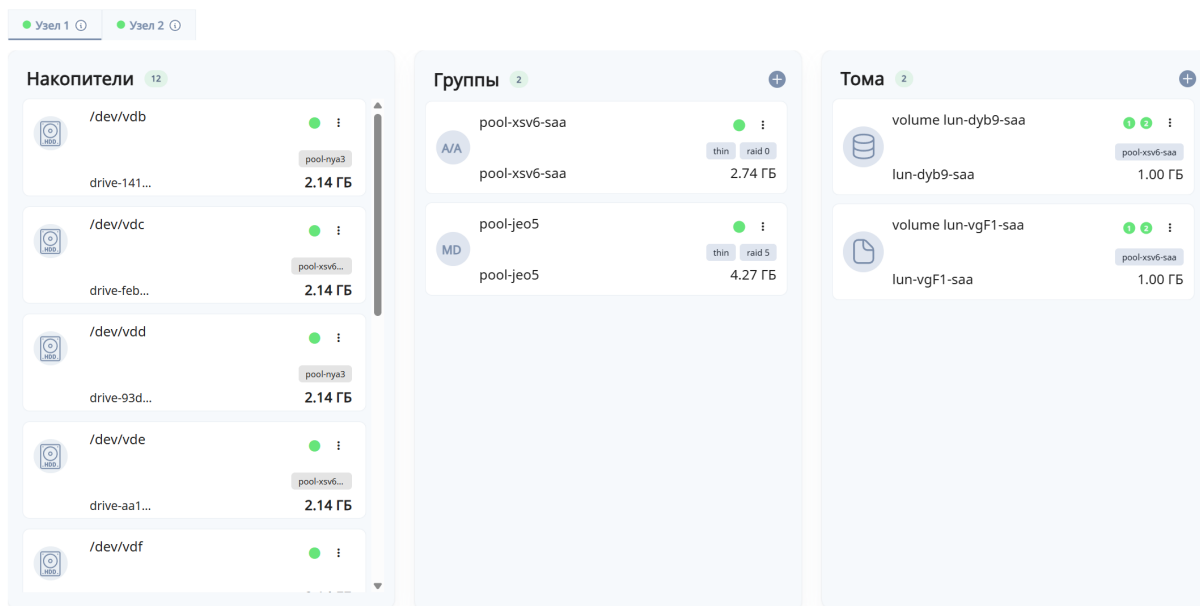 Узел 1
Узел 2
Накопители 12
/dev/vdb
pool-nya3
drive-141... 2.14 ГБ
/dev/vdc
pool-xsv6...
drive-feb... 2.14 ГБ
/dev/vdd
pool-nya3
drive-93d... 2.14 ГБ
/dev/vde
pool-xsv6...
drive-aa1... 2.14 ГБ
/dev/vdf
HDD
HDD
HDD
HDD
HDD
Группы 2
A/A
pool-xsv6-saa
thin raid 0
pool-xsv6-saa 2.74 ГБ
MD
pool-jeo5
thin raid 5
pool-jeo5 4.27 ГБ
Тома 2
volume lun-dyb9-saa 1 2
pool-xsv6-saa
lun-dyb9-saa 1.00 ГБ
volume lun-vgF1-saa 1 2
pool-xsv6-saa
lun-vgF1-saa 1.00 ГБ